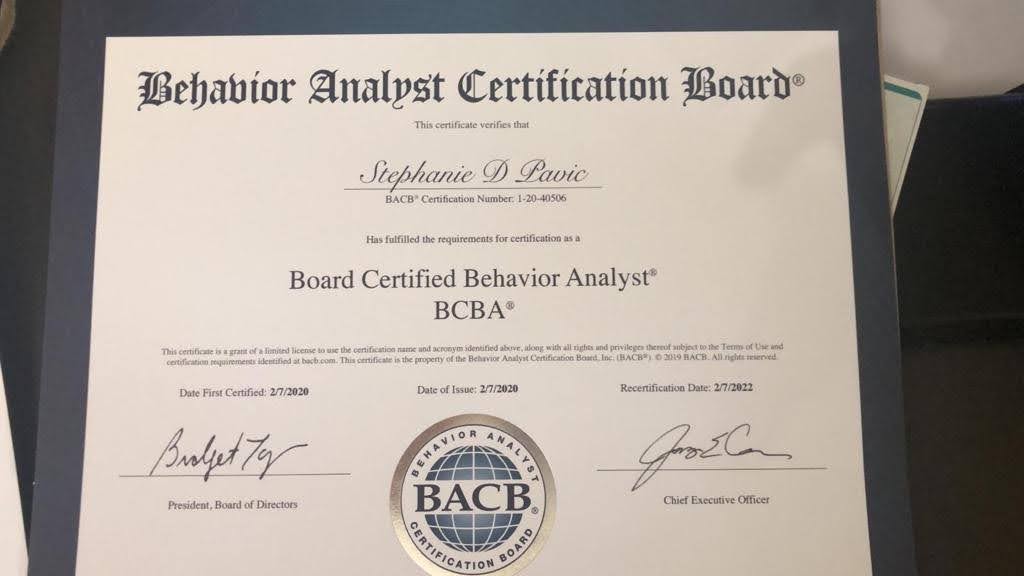 Behavior Analyst Certification Board®
This certificate verifies that
Stephanie D Pavic
BACB® Certification Number: 1-20-40506
Has fulfilled the requirements for certification as a
Board Certified Behavior Analyst®
BCBA®
This certificate is a grant of a limited license to use the certification name and acronym identified above, along with all rights and privileges thereof subject to the Terms of Use and
certification requirements identified at bacb.com. This certificate is the property of the Behavior Analyst Certification Board, Inc. (BACB®) © 2019 BACB. All rights reserved.
Date First Certified: 2/7/2020
Date of Issue: 2/7/2020
Recertification Date: 2/7/2022
President, Board of Directors
BEHAVIOR ANALYST
BACB®
CERTIFICATION BOARD
Chief Executive Officer